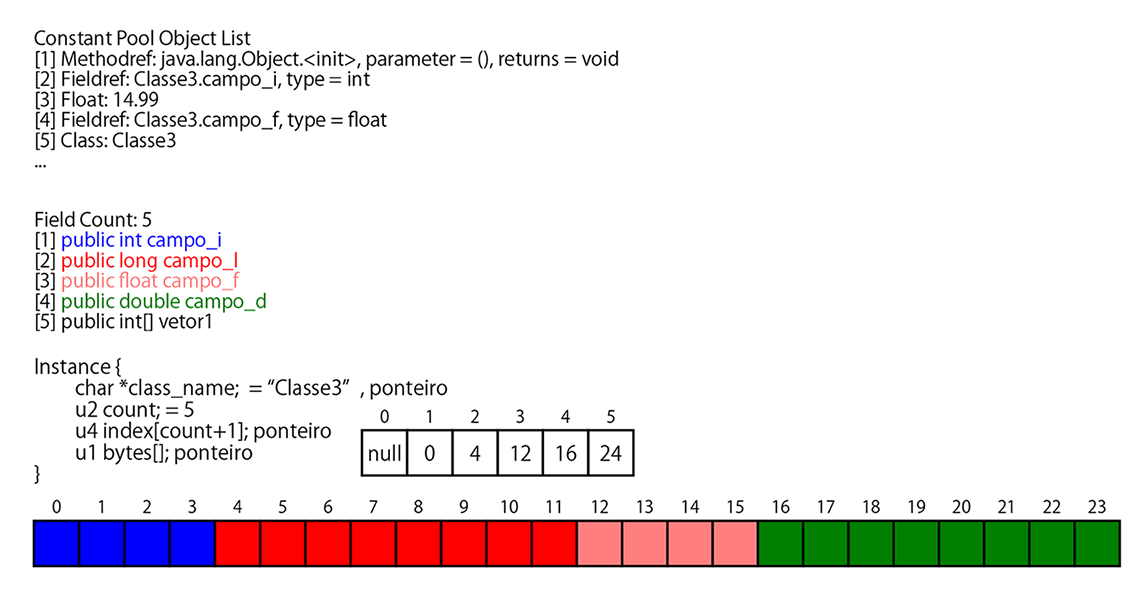 Constant Pool Object List
[1] Methodref: java.lang.Object.<init>, parameter = (), returns = void
[2] Fieldref: Classe3.campo_i, type = int
[3] Float: 14.99
[4] Fieldref: Classe3.campo_f, type = float
[5] Class: Classe3
...
Field Count: 5
[1] public int campo_i
[2] public long campo_l
[3] public float campo_f
[4] public double campo_d
[5] public int[] vetor1
Instance {
char *class_name; = “Classe3” , ponteiro
u2 count; = 5
u4 index[count+1]; ponteiro
u1 bytes[]; ponteiro
}
0 1 2 3 4 5
null 0 4 12 16 24
0 1 2 3 4 5 6 7 8 9 10 11 12 13 14 15 16 17 18 19 20 21 22 23